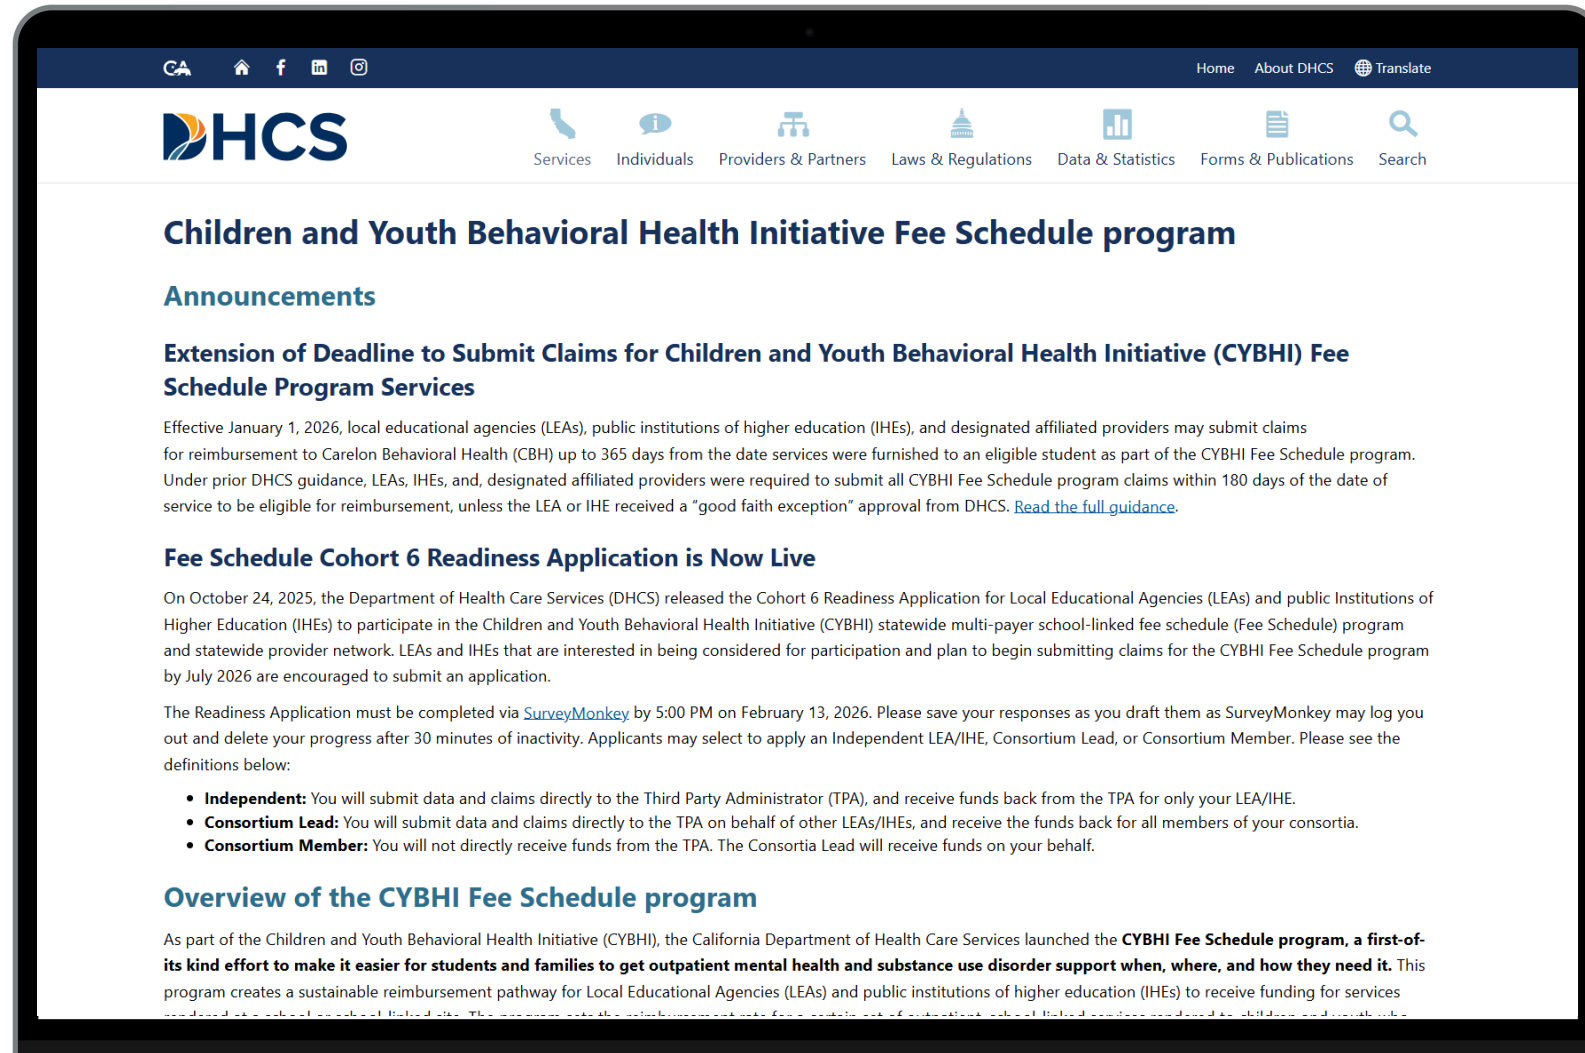 CA
Home About DHCS Translate
DHCS
Services Individuals Providers & Partners Laws & Regulations Data & Statistics Forms & Publications Search
Children and Youth Behavioral Health Initiative Fee Schedule program
Announcements
Extension of Deadline to Submit Claims for Children and Youth Behavioral Health Initiative (CYBHI) Fee
Schedule Program Services
Effective January 1, 2026, local educational agencies (LEAs), public institutions of higher education (IHEs), and designated affiliated providers may submit claims
for reimbursement to Carelon Behavioral Health (CBH) up to 365 days from the date services were furnished to an eligible student as part of the CYBHI Fee Schedule program.
Under prior DHCS guidance, LEAs, IHEs, and, designated affiliated providers were required to submit all CYBHI Fee Schedule program claims within 180 days of the date of
service to be eligible for reimbursement, unless the LEA or IHE received a “good faith exception” approval from DHCS. Read the full guidance.
Fee Schedule Cohort 6 Readiness Application is Now Live
On October 24, 2025, the Department of Health Care Services (DHCS) released the Cohort 6 Readiness Application for Local Educational Agencies (LEAs) and public Institutions of
Higher Education (IHEs) to participate in the Children and Youth Behavioral Health Initiative (CYBHI) statewide multi-payer school-linked fee schedule (Fee Schedule) program
and statewide provider network. LEAs and IHEs that are interested in being considered for participation and plan to begin submitting claims for the CYBHI Fee Schedule program
by July 2026 are encouraged to submit an application.
The Readiness Application must be completed via SurveyMonkey by 5:00 PM on February 13, 2026. Please save your responses as you draft them as SurveyMonkey may log you
out and delete your progress after 30 minutes of inactivity. Applicants may select to apply an Independent LEA/IHE, Consortium Lead, or Consortium Member. Please see the
definitions below:
• Independent: You will submit data and claims directly to the Third Party Administrator (TPA), and receive funds back from the TPA for only your LEA/IHE.
• Consortium Lead: You will submit data and claims directly to the TPA on behalf of other LEAs/IHEs, and receive the funds back for all members of your consortia.
• Consortium Member: You will not directly receive funds from the TPA. The Consortia Lead will receive funds on your behalf.
Overview of the CYBHI Fee Schedule program
As part of the Children and Youth Behavioral Health Initiative (CYBHI), the California Department of Health Care Services launched the CYBHI Fee Schedule program, a first-of-
its kind effort to make it easier for students and families to get outpatient mental health and substance use disorder support when, where, and how they need it. This
program creates a sustainable reimbursement pathway for Local Educational Agencies (LEAs) and public institutions of higher education (IHEs) to receive funding for services